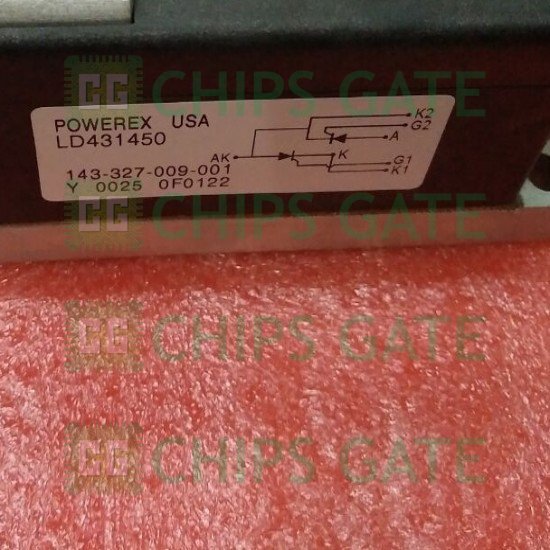 CHIPS GATE
POWEREX USA
LD431450
K2
G2
A
AK
K
G1
K1
143-327-009-001
Y 0025 0F0122
CHIPS GATE
CHIPS GATE
CHIPS GATE